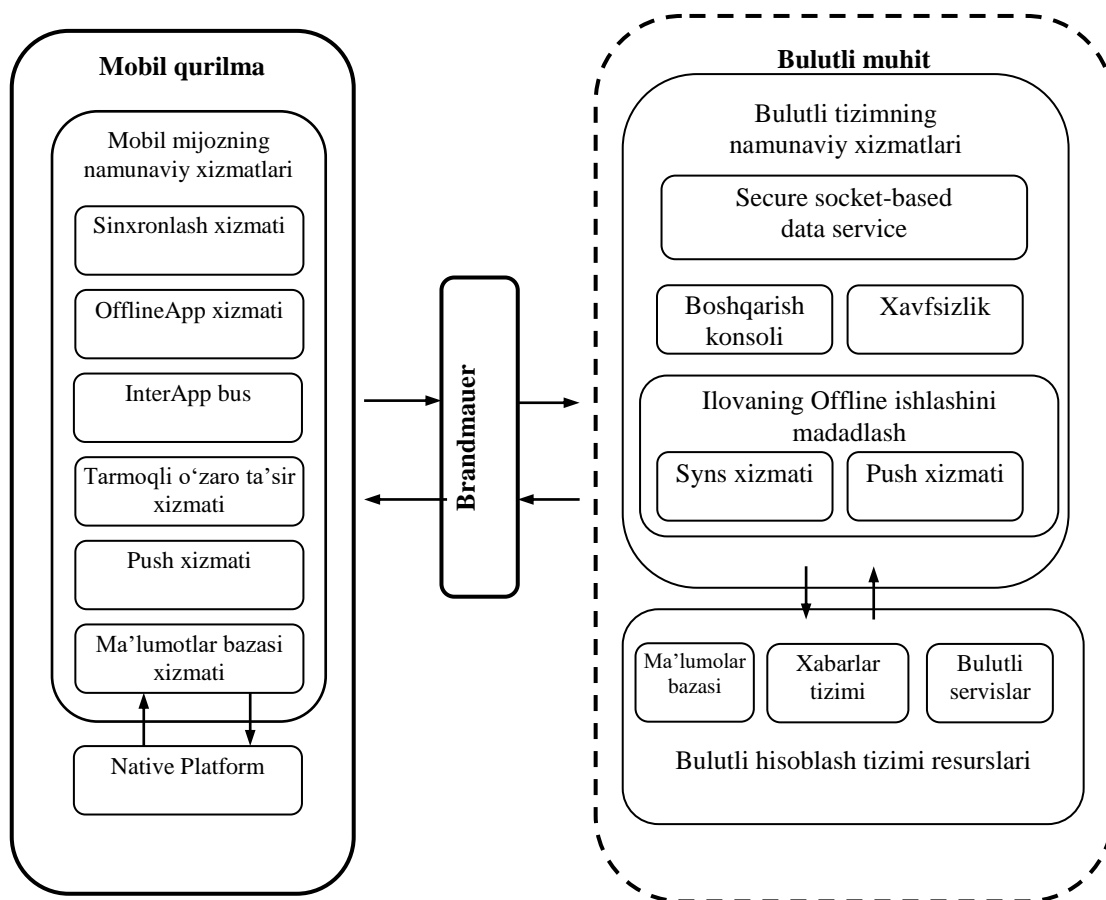 Mobil qurilma
Mobil mijozning
namunaviy xizmatlari
Sinxronlash xizmati
OfflineApp xizmati
InterApp bus
Tarmoqli o‘zaro ta’sir
xizmati
Push xizmati
Ma’lumotlar bazasi
xizmati
Native Platform
Brandmauer
Bulutli muhit
Bulutli tizimning
namunaviy xizmatlari
Secure socket-based
data service
Boshqarish
konsoli
Xavfsizlik
Ilovaning Offline ishlashini
madadlash
Syns xizmati
Push xizmati
Ma’lumolar
bazasi
Xabarlar
tizimi
Bulutli
servislar
Bulutli hisoblash tizimi resurslari